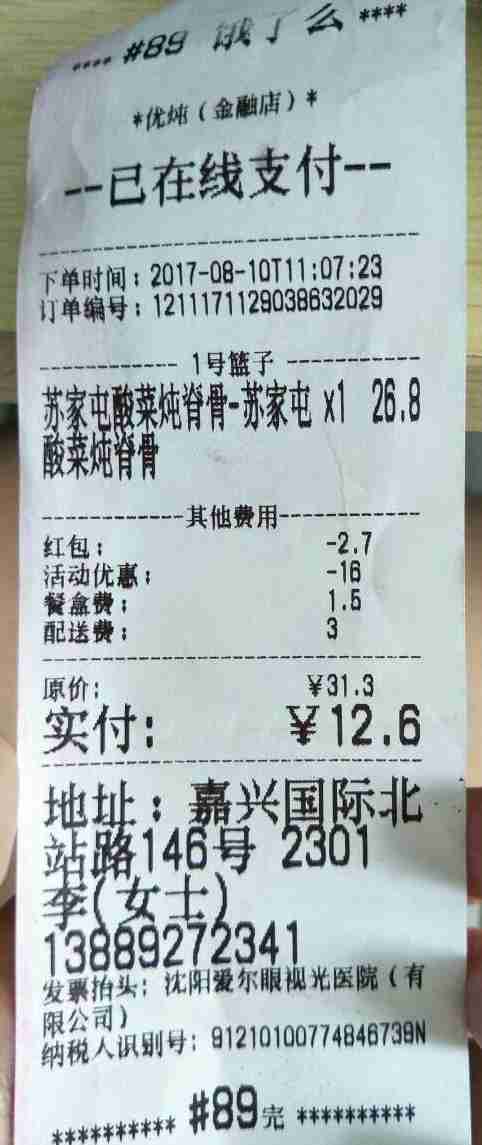 **** #89 饿了么 ****
*优炖(金融店)*
--已在线支付--
下单时间:2017-08-10T11:07:23
订单编号:1211171129038632029
------------ 1号篮子 ------------
苏家屯酸菜炖脊骨-苏家屯 x1 26.8
酸菜炖脊骨
------------其他费用------------
红包: -2.7
活动优惠: -16
餐盒费: 1.5
配送费: 3
原价: ¥31.3
实付: ¥12.6
地址:嘉兴国际北
站路146号 2301
李(女士)
13889272341
发票抬头:沈阳爱尔眼视光医院(有
限公司)
纳税人识别号:91210100774846739N
********** #89完 **********